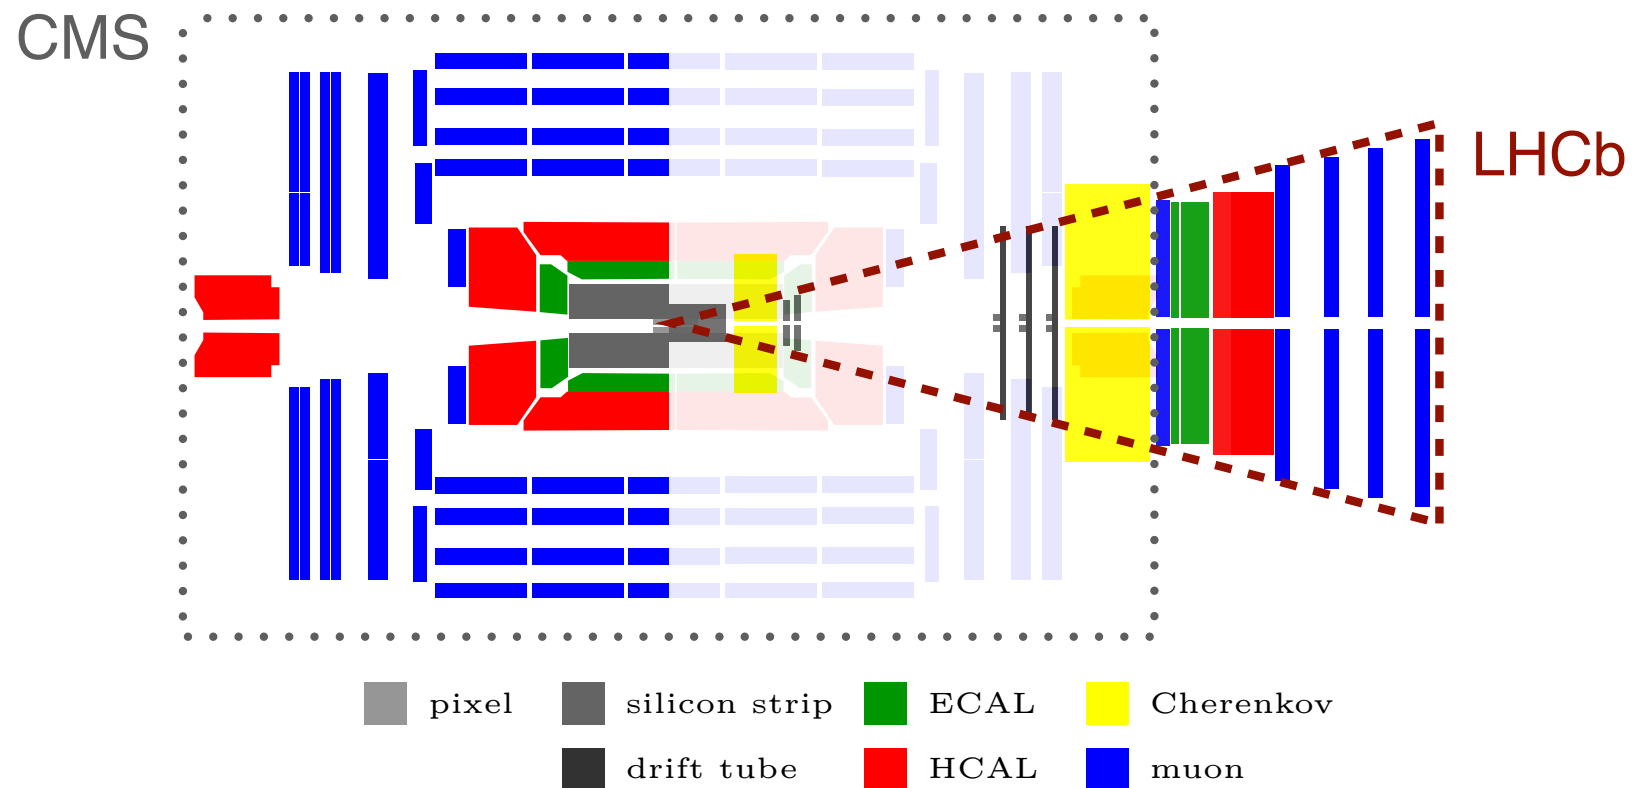 CMS
LHCb
pixel silicon strip ECAL Cherenkov
drift tube HCAL muon